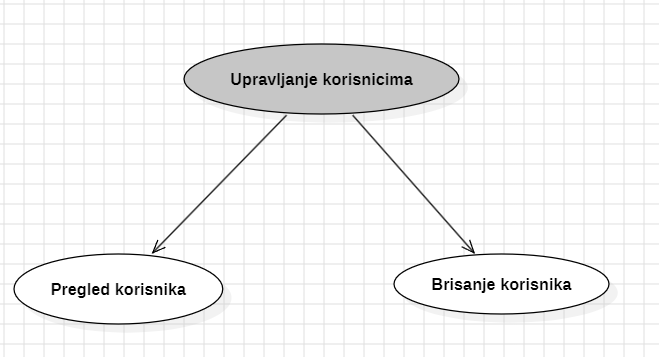 Upravljanje korisnicima
Pregled korisnika
Brisanje korisnika